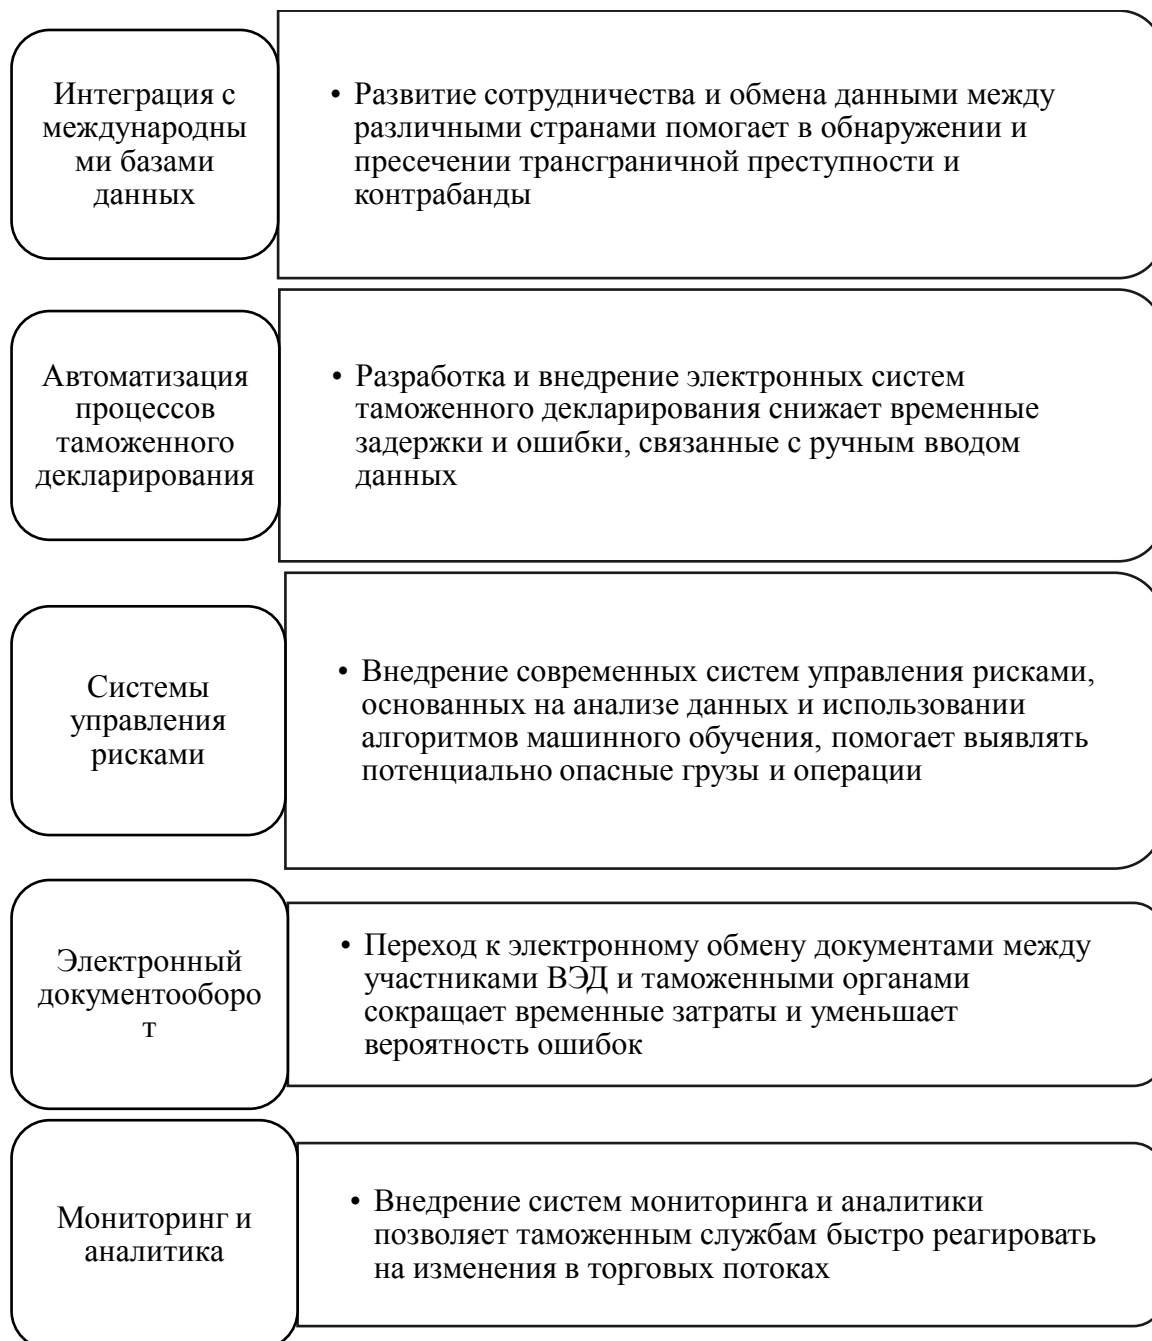 Интеграция с
международны
ми базами
данных
• Развитие сотрудничества и обмена данными между
различными странами помогает в обнаружении и
пресечении трансграничной преступности и
контрабанды
Автоматизация
процессов
таможенного
декларирования
• Разработка и внедрение электронных систем
таможенного декларирования снижает временные
задержки и ошибки, связанные с ручным вводом
данных
Системы
управления
рисками
• Внедрение современных систем управления рисками,
основанных на анализе данных и использовании
алгоритмов машинного обучения, помогает выявлять
потенциально опасные грузы и операции
Электронный
документооборо
т
• Переход к электронному обмену документами между
участниками ВЭД и таможенными органами
сокращает временные затраты и уменьшает
вероятность ошибок
Мониторинг и
аналитика
• Внедрение систем мониторинга и аналитики
позволяет таможенным службам быстро реагировать
на изменения в торговых потоках